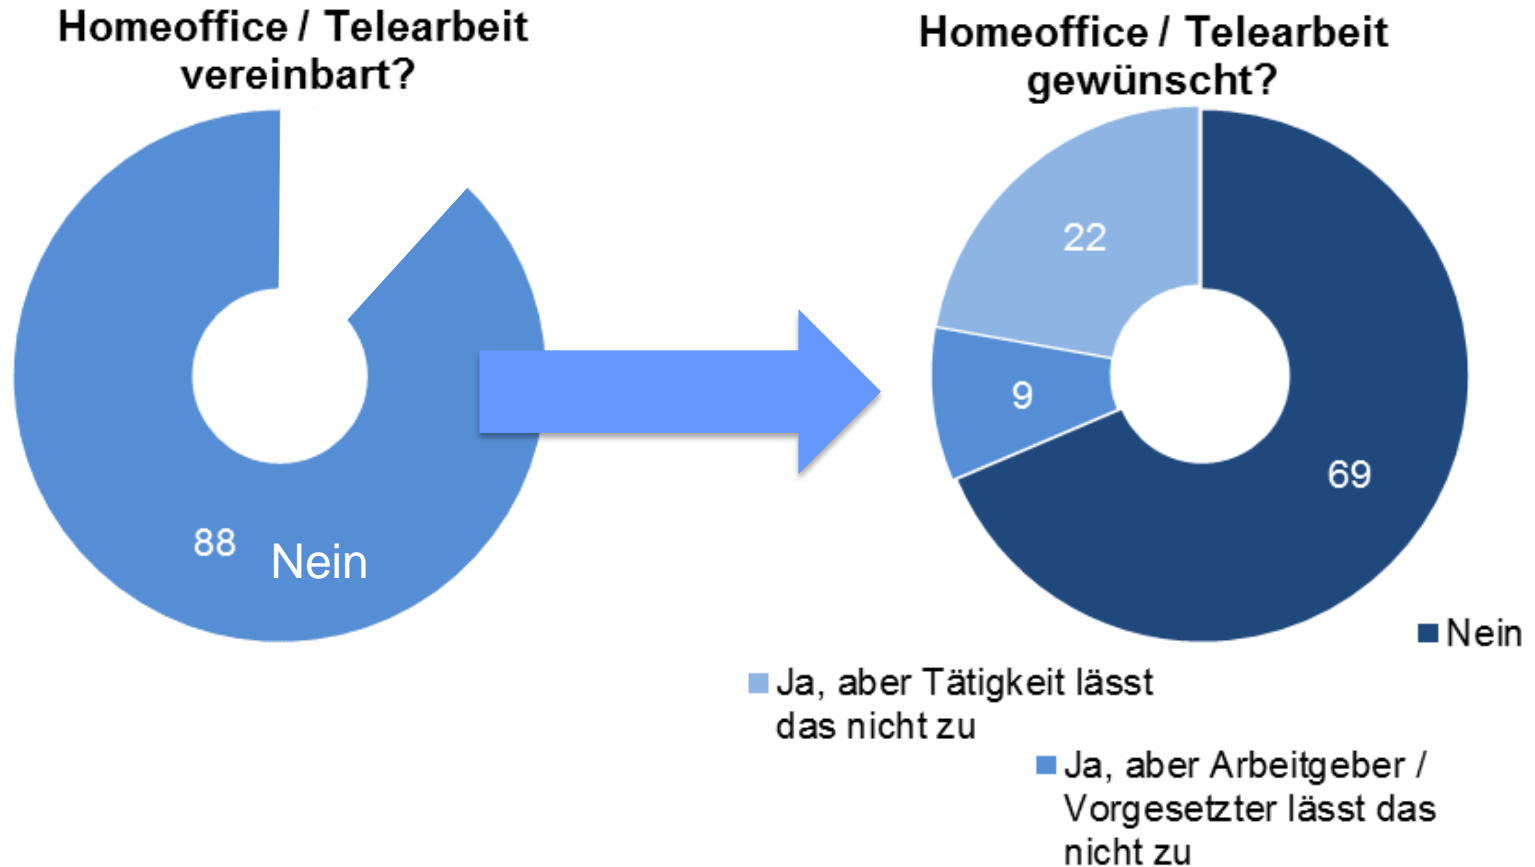 Homeoffice / Telearbeit
vereinbart?
88 Nein
Homeoffice / Telearbeit
gewünscht?
22
9
69
Nein
Ja, aber Tätigkeit lässt
das nicht zu
Ja, aber Arbeitgeber /
Vorgesetzter lässt das
nicht zu